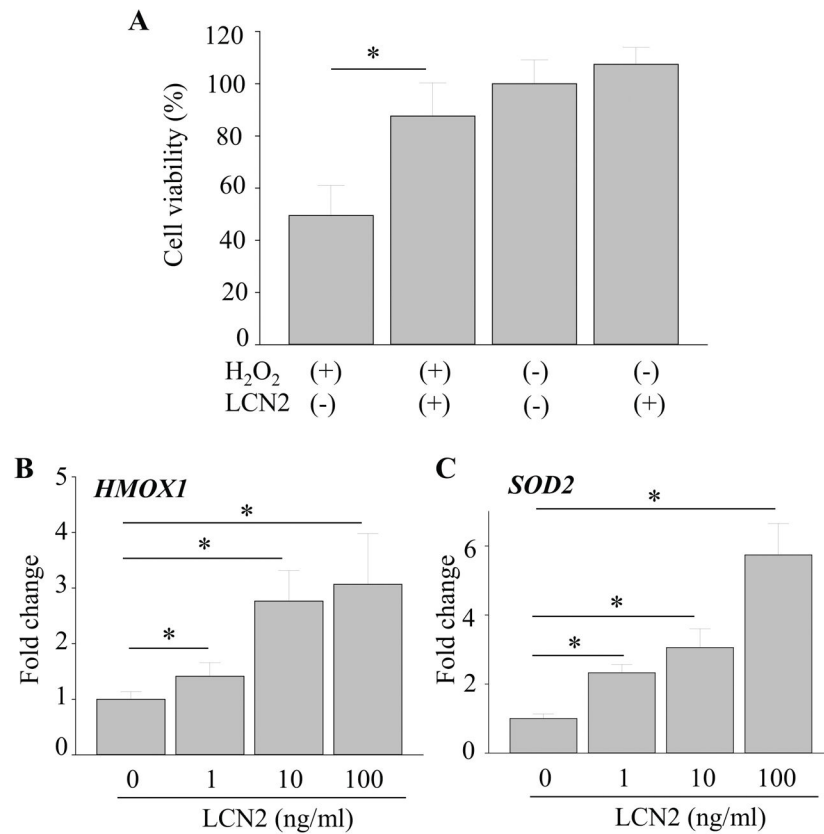 A
Cell viability (%)
120
100
80
60
40
20
0
*
H₂O₂ (+) (+) (-) (-)
LCN2 (-) (+) (-) (+)
B
HMOX1
Fold change
5
4
3
2
1
0
*
*
*
0 1 10 100
LCN2 (ng/ml)
C
SOD2
Fold change
6
4
2
0
*
*
*
0 1 10 100
LCN2 (ng/ml)